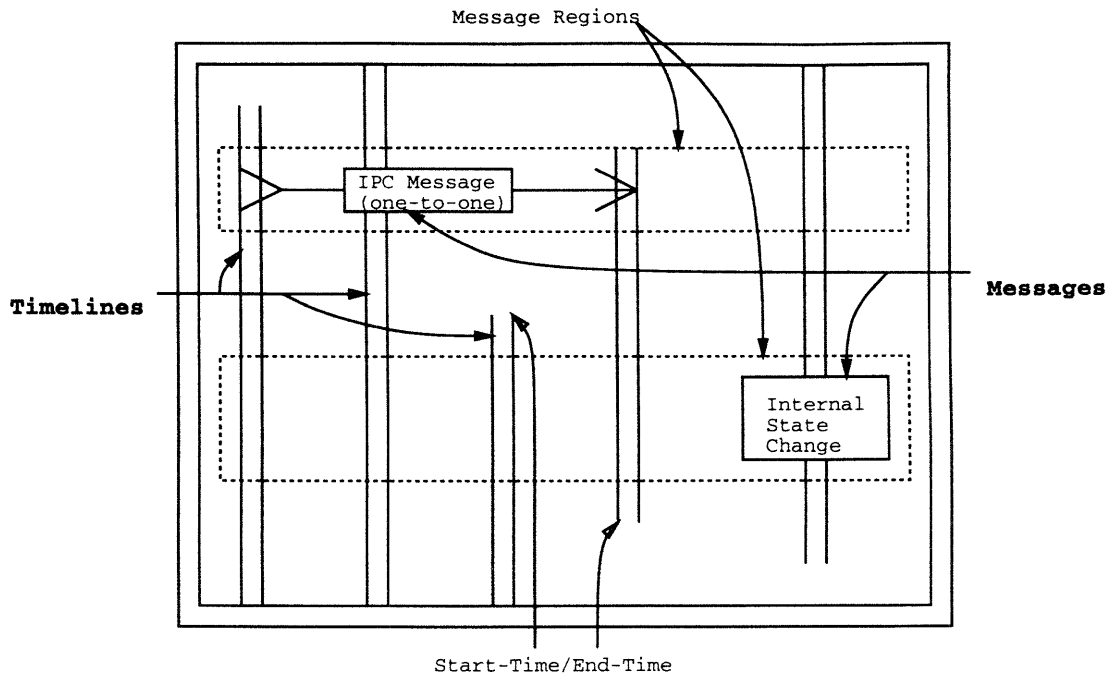 Message Regions
IPC Message
(one-to-one)
Timelines
Messages
Internal
State
Change
Start-Time/End-Time